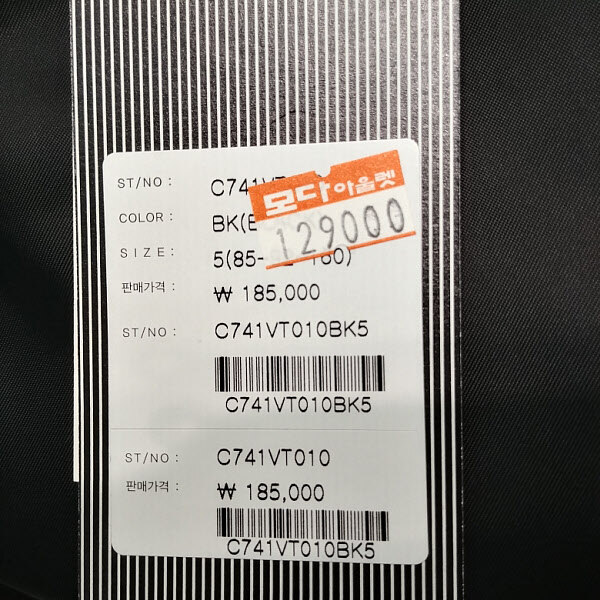 ST/NO : C741VT
모다아울렛
COLOR : BK(
129000
SIZE : 5(85- 160)
판매가격 : ₩ 185,000
ST/NO : C741VT010BK5
C741VT010BK5
ST/NO : C741VT010
판매가격 : ₩ 185,000
C741VT010BK5